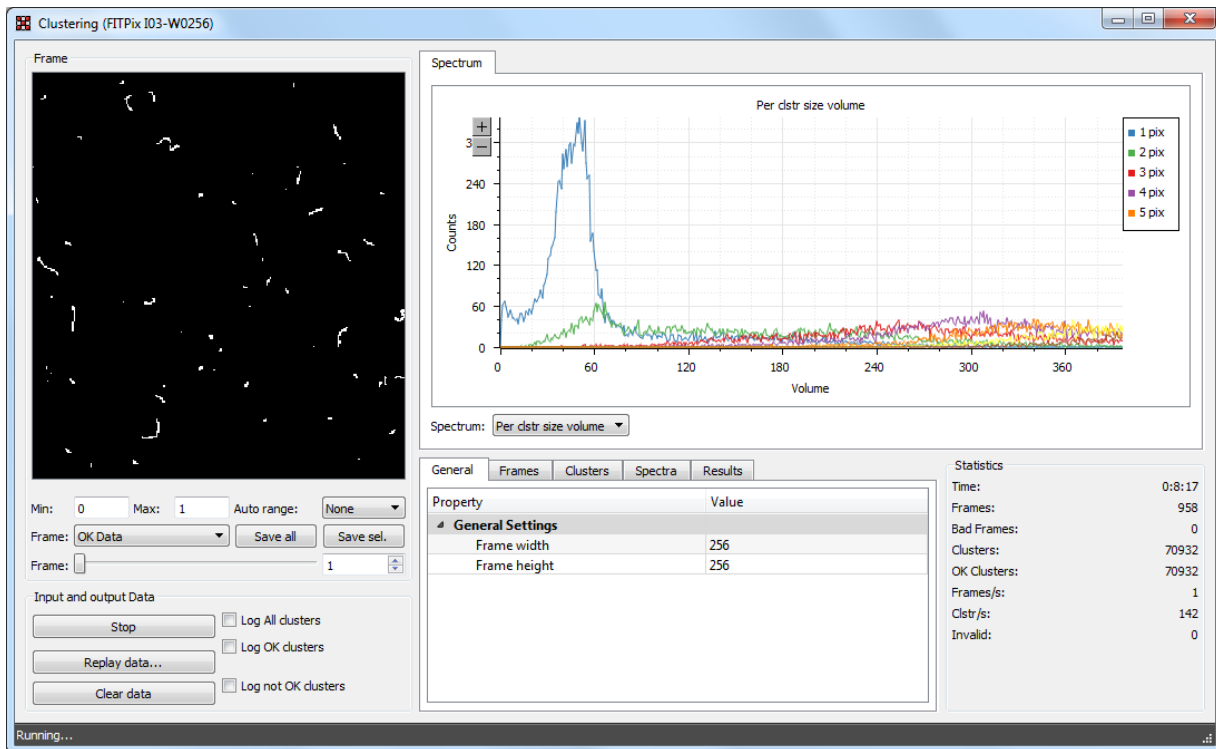 Clustering (FITPix I03-W0256)
Frame
Min: 0 Max: 1 Auto range: None
Frame: OK Data Save all Save sel.
Frame: 1
Input and output Data
Stop
Replay data...
Clear data
Log All clusters
Log OK clusters
Log not OK clusters
Spectrum
Per clstr size volume
+
-
240
180
120
60
0
Counts
0 60 120 180 240 300 360
Volume
1 pix
2 pix
3 pix
4 pix
5 pix
Spectrum: Per clstr size volume
General Frames Clusters Spectra Results
Property Value
General Settings
Frame width 256
Frame height 256
Statistics
Time: 0:8:17
Frames: 958
Bad Frames: 0
Clusters: 70932
OK Clusters: 70932
Frames/s: 1
Clstr/s: 142
Invalid: 0
Running...